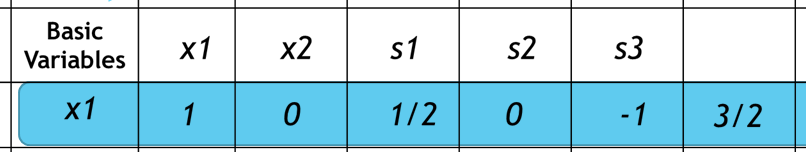 Basic
Variables x1 x2 s1 s2 s3
x1 1 0 1/2 0 -1 3/2